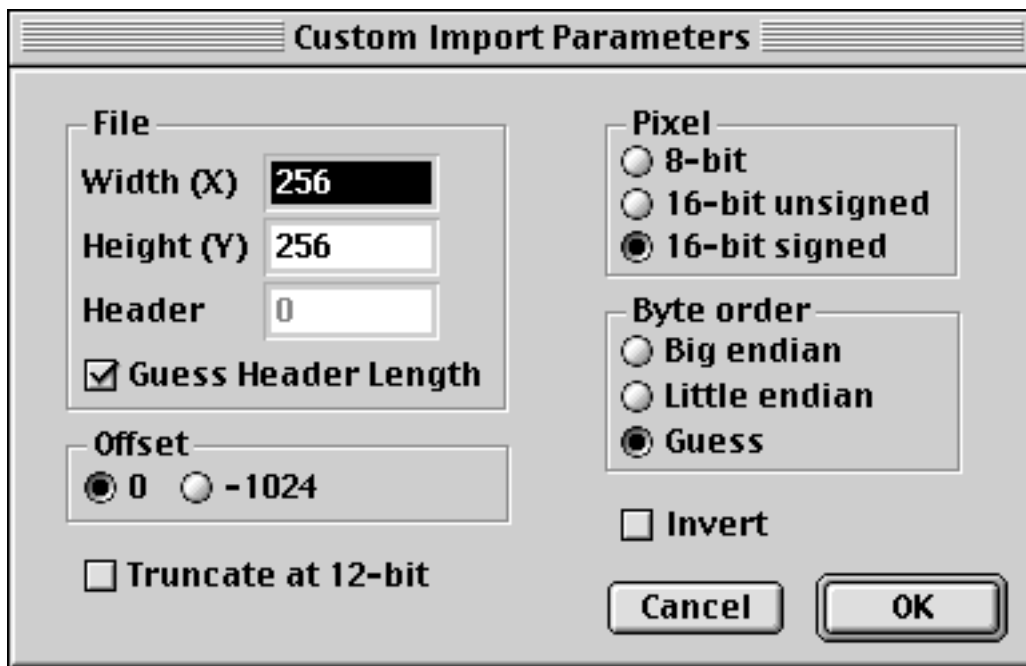 Custom Import Parameters
File
Width (X) 256
Height (Y) 256
Header 0
Guess Header Length
Offset
0 -1024
Truncate at 12-bit
Pixel
8-bit
16-bit unsigned
16-bit signed
Byte order
Big endian
Little endian
Guess
Invert
Cancel OK